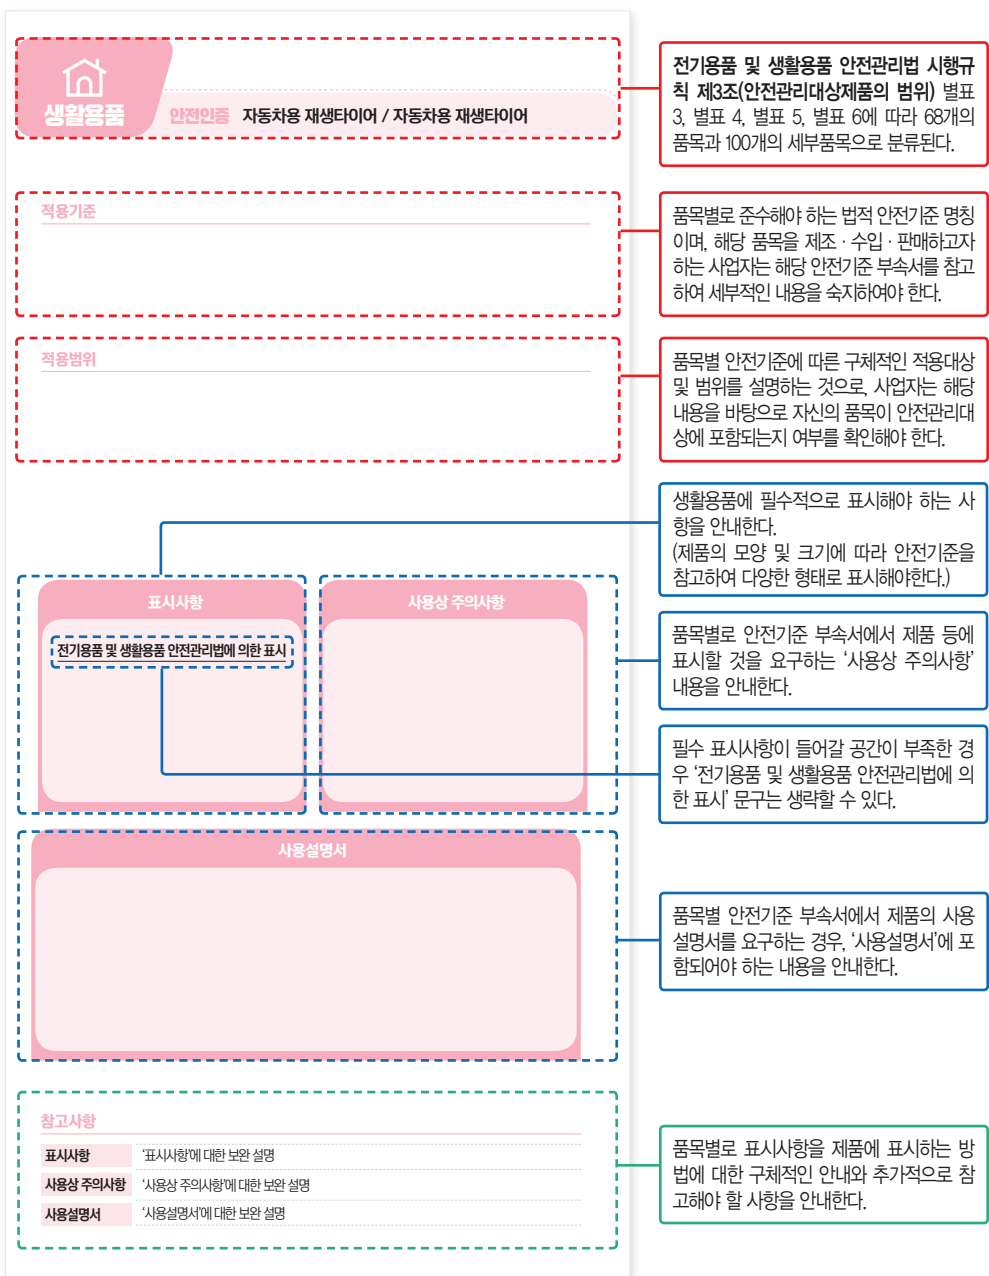 생활용품
안전인증 자동차용 재생타이어 / 자동차용 재생타이어
전기용품 및 생활용품 안전관리법 시행규
칙 제3조(안전관리대상제품의 범위) 별표
3, 별표 4, 별표 5, 별표 6에 따라 68개의
품목과 100개의 세부품목으로 분류된다.
적용기준
품목별로 준수해야 하는 법적 안전기준 명칭
이며, 해당 품목을 제조 · 수입 · 판매하고자
하는 사업자는 해당 안전기준 부속서를 참고
하여 세부적인 내용을 숙지하여야 한다.
적용범위
품목별 안전기준에 따른 구체적인 적용대상
및 범위를 설명하는 것으로, 사업자는 해당
내용을 바탕으로 자신의 품목이 안전관리대
상에 포함되는지 여부를 확인해야 한다.
생활용품에 필수적으로 표시해야 하는 사
항을 안내한다.
(제품의 모양 및 크기에 따라 안전기준을
참고하여 다양한 형태로 표시해야한다.)
표시사항
전기용품 및 생활용품 안전관리법에 의한 표시
사용상 주의사항
품목별로 안전기준 부속서에서 제품 등에
표시할 것을 요구하는 ‘사용상 주의사항’
내용을 안내한다.
필수 표시사항이 들어갈 공간이 부족한 경
우 ‘전기용품 및 생활용품 안전관리법에 의
한 표시’ 문구는 생략할 수 있다.
사용설명서
품목별 안전기준 부속서에서 제품의 사용
설명서를 요구하는 경우, ‘사용설명서’에 포
함되어야 하는 내용을 안내한다.
참고사항
표시사항 ‘표시사항’에 대한 보완 설명
사용상 주의사항 ‘사용상 주의사항’에 대한 보완 설명
사용설명서 ‘사용설명서’에 대한 보완 설명
품목별로 표시사항을 제품에 표시하는 방
법에 대한 구체적인 안내와 추가적으로 참
고해야 할 사항을 안내한다.